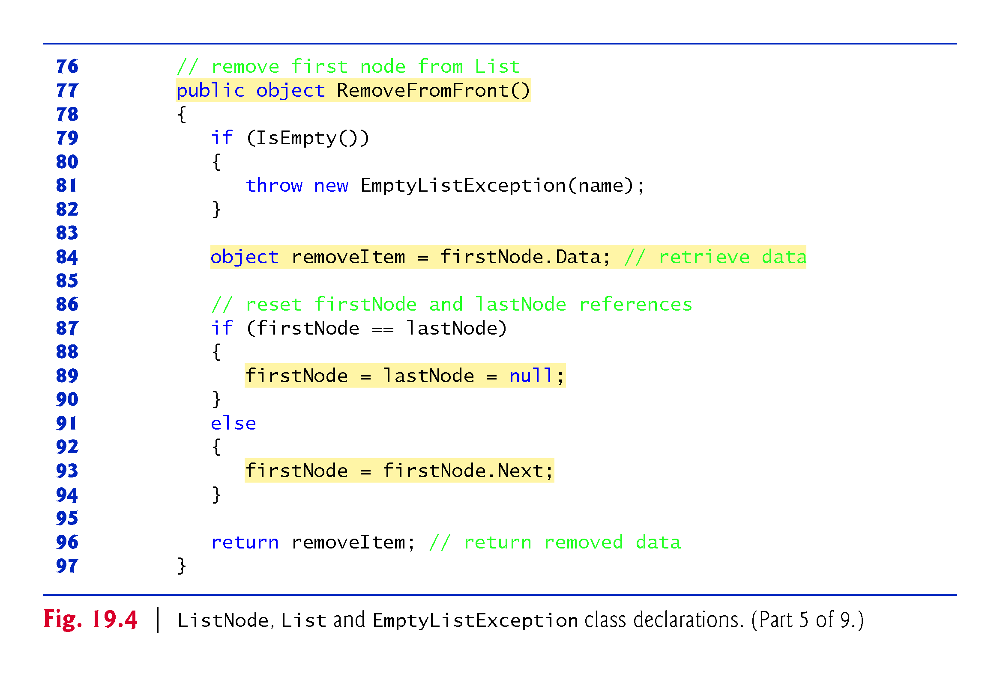 76 // remove first node from List
77 public object RemoveFromFront()
78 {
79 if (IsEmpty())
80 {
81 throw new EmptyListException(name);
82 }
83
84 object removeItem = firstNode.Data; // retrieve data
85
86 // reset firstNode and lastNode references
87 if (firstNode == lastNode)
88 {
89 firstNode = lastNode = null;
90 }
91 else
92 {
93 firstNode = firstNode.Next;
94 }
95
96 return removeItem; // return removed data
97 }
Fig. 19.4 | ListNode, List and EmptyListException class declarations. (Part 5 of 9.)